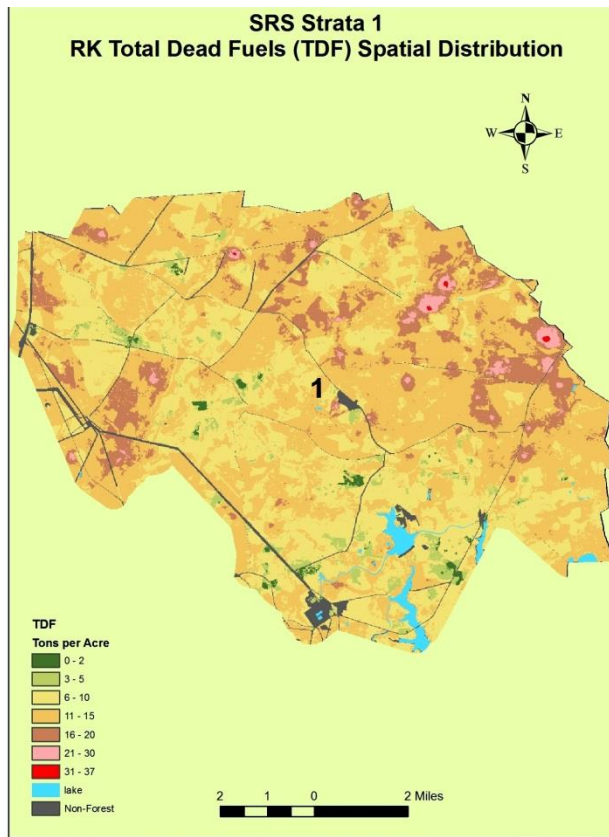 SRS Strata 1
RK Total Dead Fuels (TDF) Spatial Distribution
N
W E
S
1
TDF
Tons per Acre
0 - 2
3 - 5
6 - 10
11 - 15
16 - 20
21 - 30
31 - 37
lake
Non-Forest
2 1 0 2 Miles